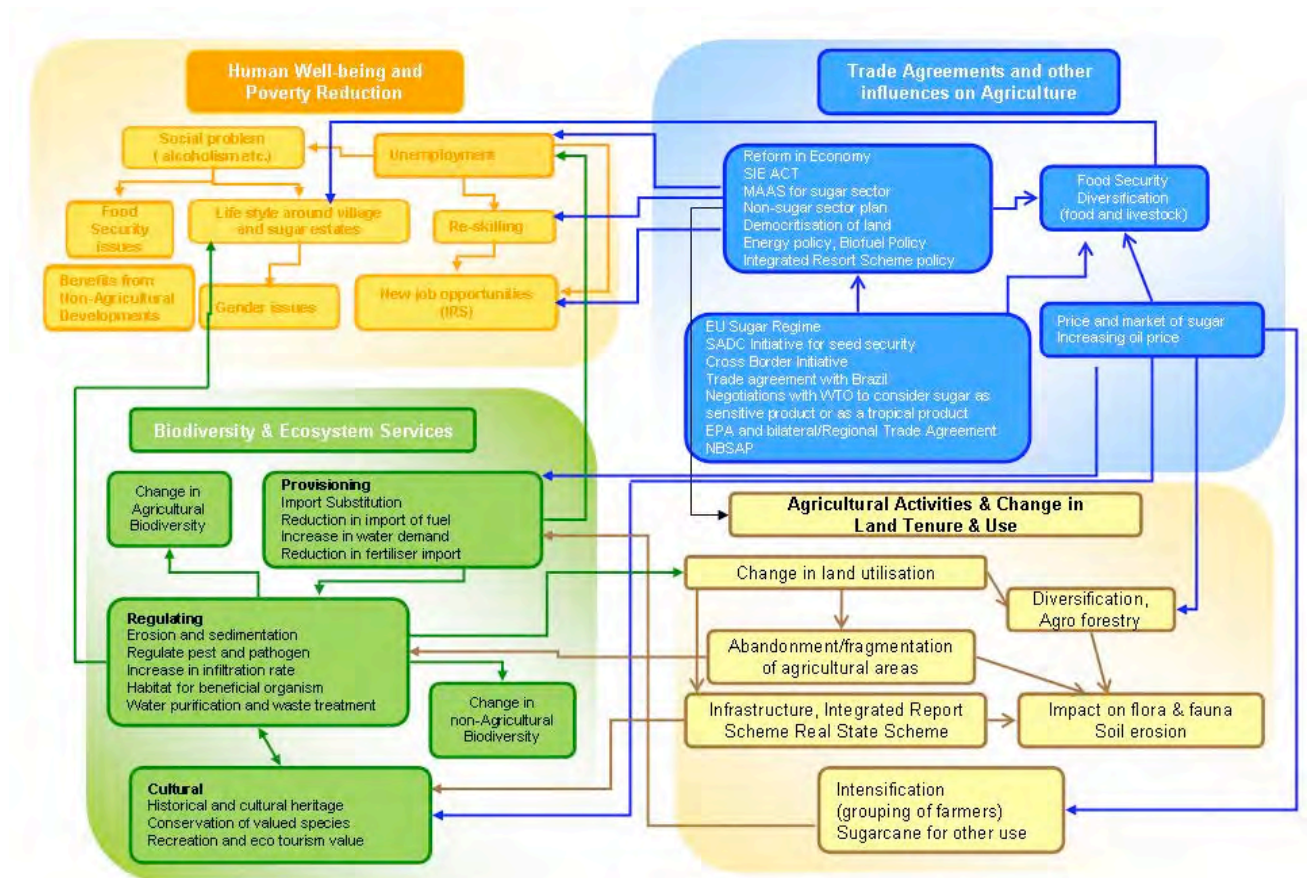 Human Well-being and
Poverty Reduction
Social problem
( alcoholism etc.)
Unemployment
Food
Security
issues
Life style around village
and sugar estates
Re-skilling
Benefits from
Non-Agricultural
Developments
Gender issues
New job opportunities
(IRS)
Trade Agreements and other
influences on Agriculture
Reform in Economy
SIE ACT
MAAS for sugar sector
Non-sugar sector plan
Democritisation of land
Energy policy, Biofuel Policy
Integrated Resort Scheme policy
Food Security
Diversification
(food and livestock)
EU Sugar Regime
SADC Initiative for seed security
Cross Border Initiative
Trade agreement with Brazil
Negotiations with WTO to consider sugar as
sensitive product or as a tropical product
EPA and bilateral/Regional Trade Agreement
NBSAP
Price and market of sugar
Increasing oil price
Biodiversity & Ecosystem Services
Change in
Agricultural
Biodiversity
Provisioning
Import Substitution
Reduction in import of fuel
Increase in water demand
Reduction in fertiliser import
Regulating
Erosion and sedimentation
Regulate pest and pathogen
Increase in infiltration rate
Habitat for beneficial organism
Water purification and waste treatment
Change in
non-Agricultural
Biodiversity
Cultural
Historical and cultural heritage
Conservation of valued species
Recreation and eco tourism value
Agricultural Activities & Change in
Land Tenure & Use
Change in land utilisation
Diversification,
Agro forestry
Abandonment/fragmentation
of agricultural areas
Infrastructure, Integrated Report
Scheme Real State Scheme
Impact on flora & fauna
Soil erosion
Intensification
(grouping of farmers)
Sugarcane for other use